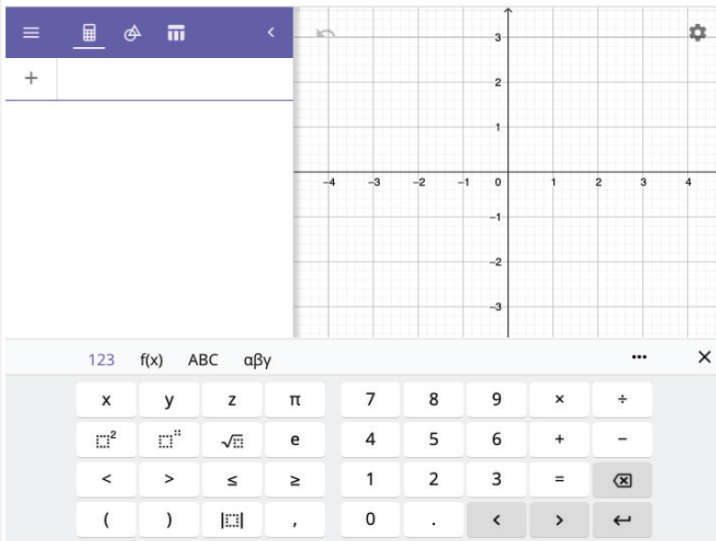 +
3
2
1
–4 –3 –2 –1 0 1 2 3 4
–1
–2
–3
123 f(x) ABC αβγ ••• ×
x y z π 7 8 9 × ÷
⬚² ⬚⬚ √⬚ e 4 5 6 + −
< > ≤ ≥ 1 2 3 =
( ) |⬚| , 0 . < >